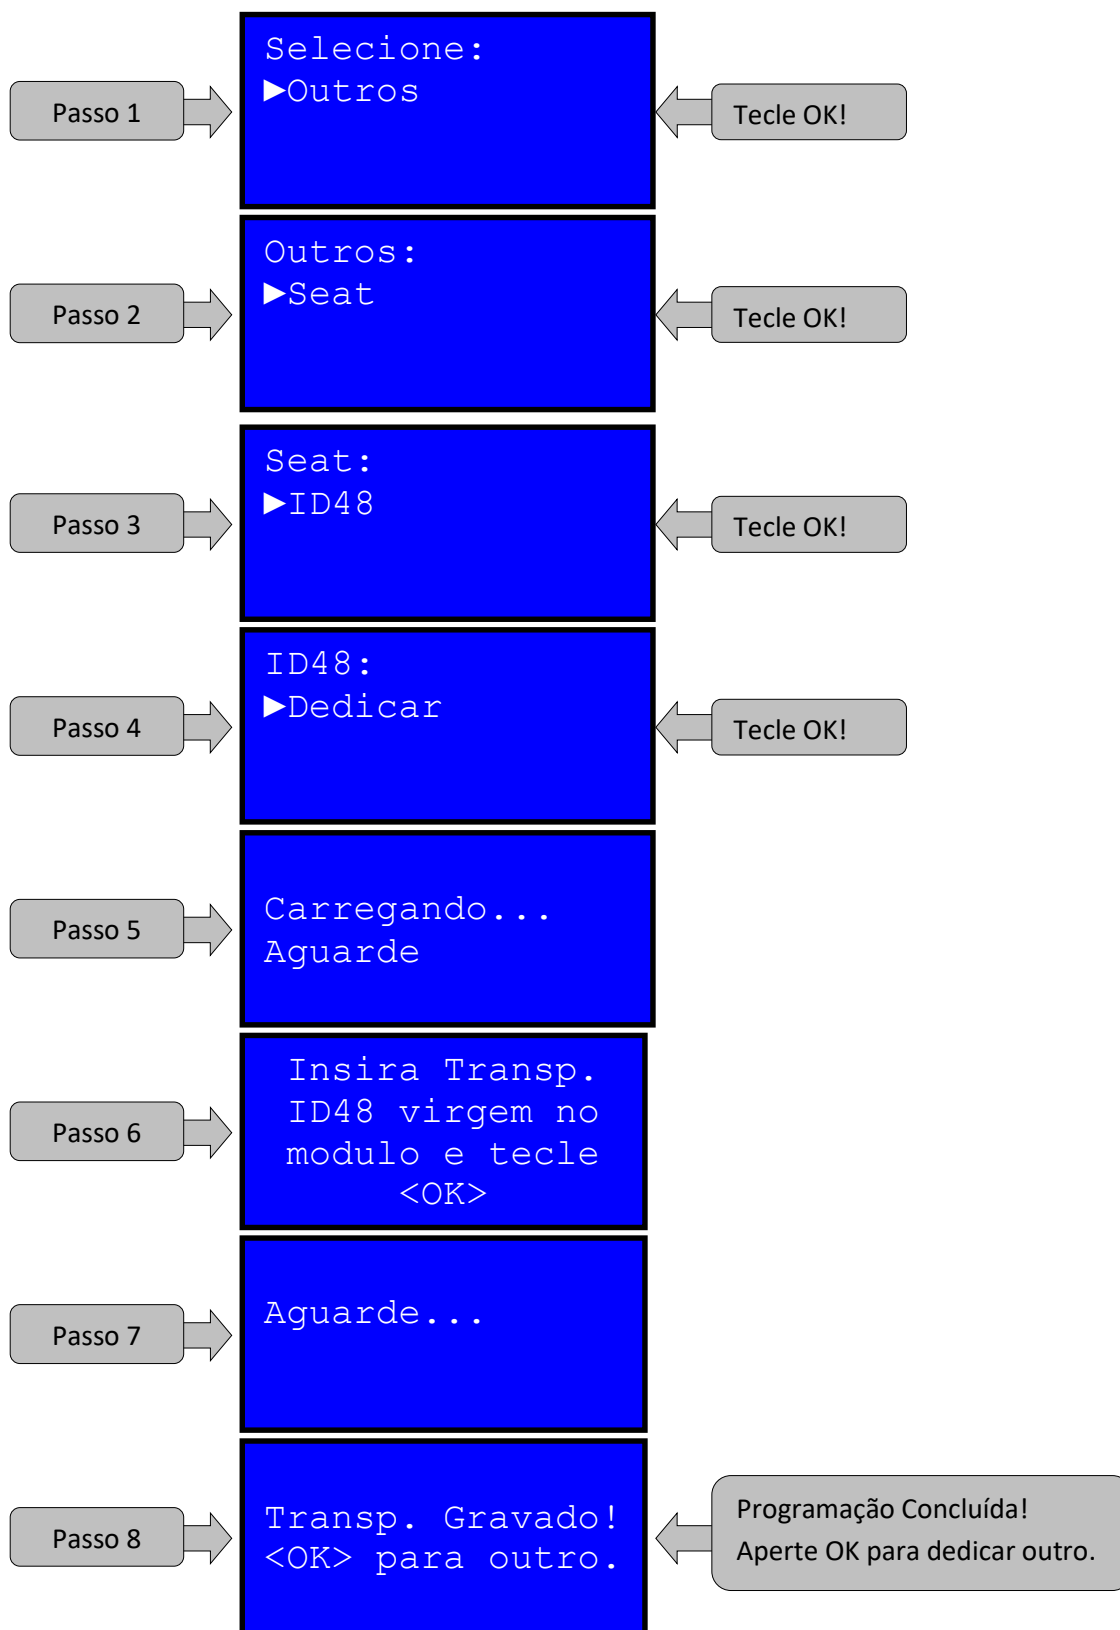 Passo 1
Selecione:
►Outros
Tecle OK!
Passo 2
Outros:
►Seat
Tecle OK!
Passo 3
Seat:
►ID48
Tecle OK!
Passo 4
ID48:
►Dedicar
Tecle OK!
Passo 5
Carregando...
Aguarde
Passo 6
Insira Transp.
ID48 virgem no
modulo e tecle
<OK>
Passo 7
Aguarde...
Passo 8
Transp. Gravado!
<OK> para outro.
Programação Concluída!
Aperte OK para dedicar outro.